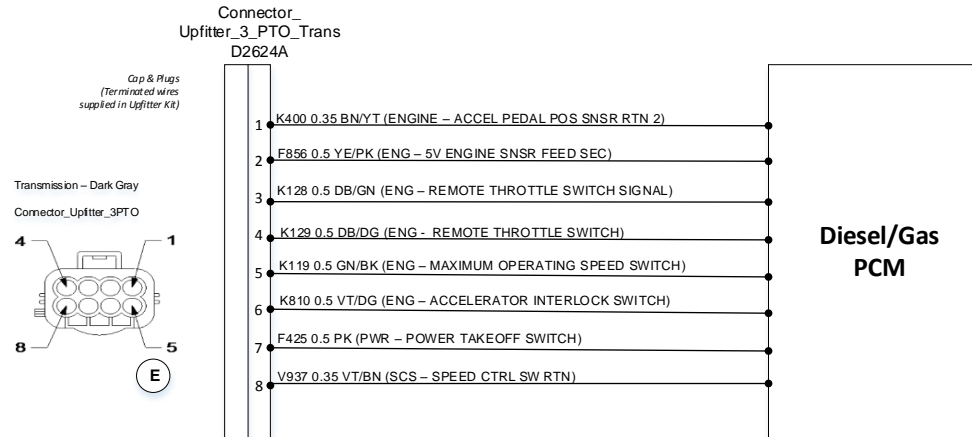 Connector_
Upfitter_3_PTO_Trans
D2624A
Cap & Plugs
(Terminated wires
supplied in Upfitter Kit)
1 K400 0.35 BN/YT (ENGINE – ACCEL PEDAL POS SNSR RTN 2)
2 F856 0.5 YE/PK (ENG – 5V ENGINE SNSR FEED SEC)
3 K128 0.5 DB/GN (ENG – REMOTE THROTTLE SWITCH SIGNAL)
4 K129 0.5 DB/DG (ENG - REMOTE THROTTLE SWITCH)
5 K119 0.5 GN/BK (ENG – MAXIMUM OPERATING SPEED SWITCH)
6 K810 0.5 VT/DG (ENG – ACCELERATOR INTERLOCK SWITCH)
7 F425 0.5 PK (PWR – POWER TAKEOFF SWITCH)
8 V937 0.35 VT/BN (SCS – SPEED CTRL SW RTN)
Diesel/Gas
PCM
Transmission – Dark Gray
Connector_Upfitter_3PTO
4 1
8 5
E